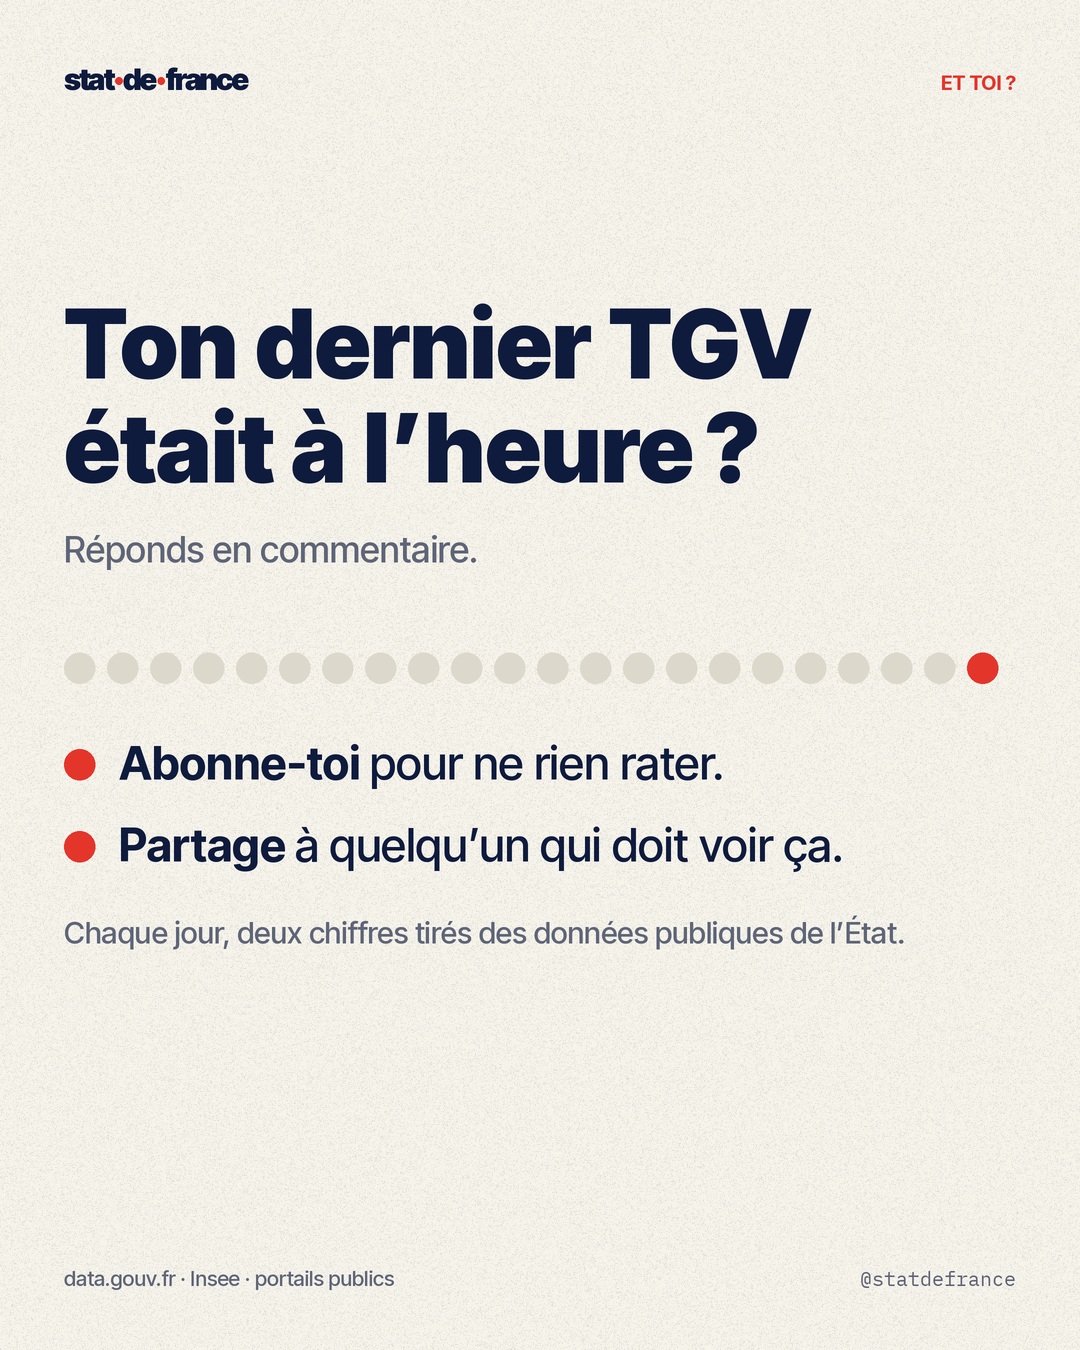 stat•de•france
ET TOI ?
Ton dernier TGV
était à l’heure ?
Réponds en commentaire.
Abonne-toi pour ne rien rater.
Partage à quelqu’un qui doit voir ça.
Chaque jour, deux chiffres tirés des données publiques de l’État.
data.gouv.fr · Insee · portails publics
@statdefrance